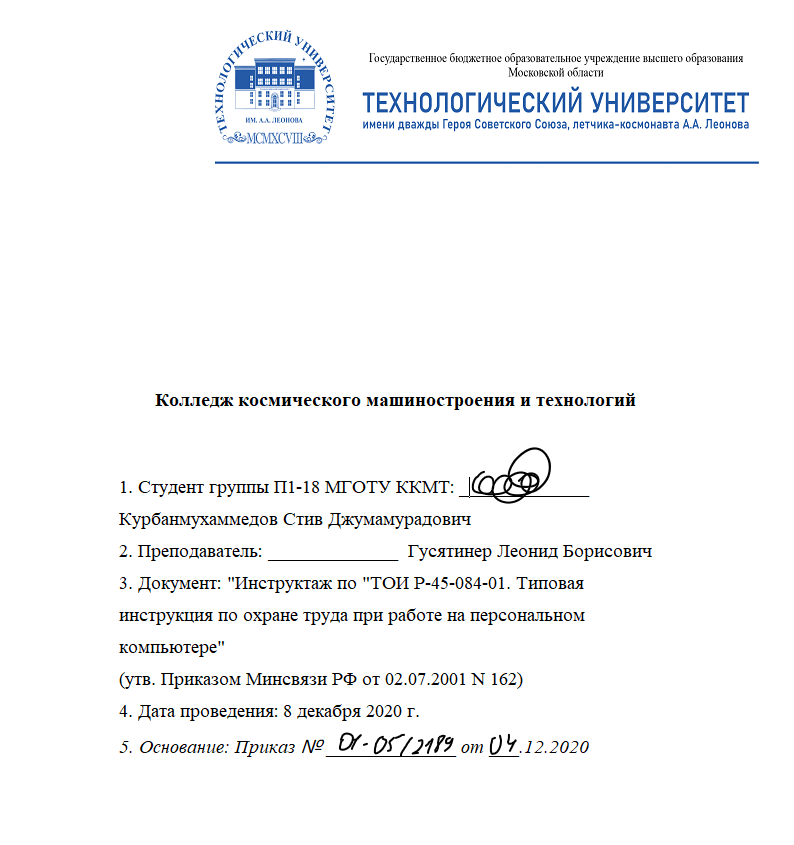 ТЕХНОЛОГИЧЕСКИЙ УНИВЕРСИТЕТ
ИМ. А.А. ЛЕОНОВА
MCMXCVIII
Государственное бюджетное образовательное учреждение высшего образования
Московской области
ТЕХНОЛОГИЧЕСКИЙ УНИВЕРСИТЕТ
имени дважды Героя Советского Союза, летчика-космонавта А.А. Леонова
Колледж космического машиностроения и технологий
1. Студент группы П1-18 МГОТУ ККМТ: ______________
Курбанмухаммедов Стив Джумамурадович
2. Преподаватель: ______________ Гусятинер Леонид Борисович
3. Документ: "Инструктаж по "ТОИ Р-45-084-01. Типовая
инструкция по охране труда при работе на персональном
компьютере"
(утв. Приказом Минсвязи РФ от 02.07.2001 N 162)
4. Дата проведения: 8 декабря 2020 г.
5. Основание: Приказ № 01-05/2189 от 04.12.2020